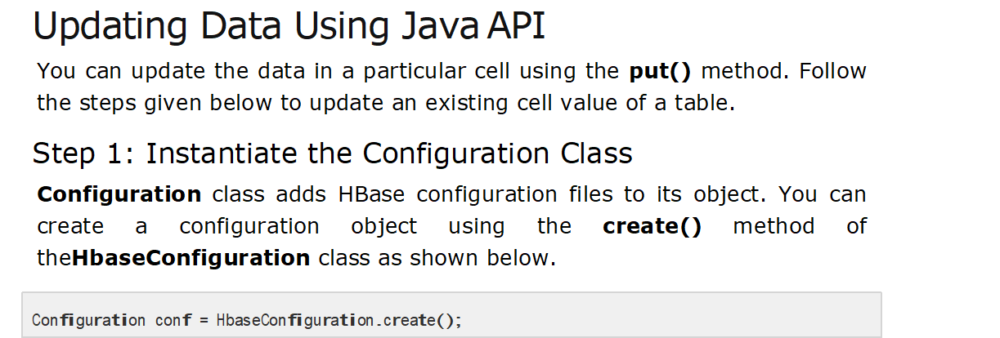 Updating Data Using Java API
You can update the data in a particular cell using the put() method. Follow
the steps given below to update an existing cell value of a table.
Step 1: Instantiate the Configuration Class
Configuration class adds HBase configuration files to its object. You can
create a configuration object using the create() method of
theHbaseConfiguration class as shown below.
Configuration conf = HbaseConfiguration.create();